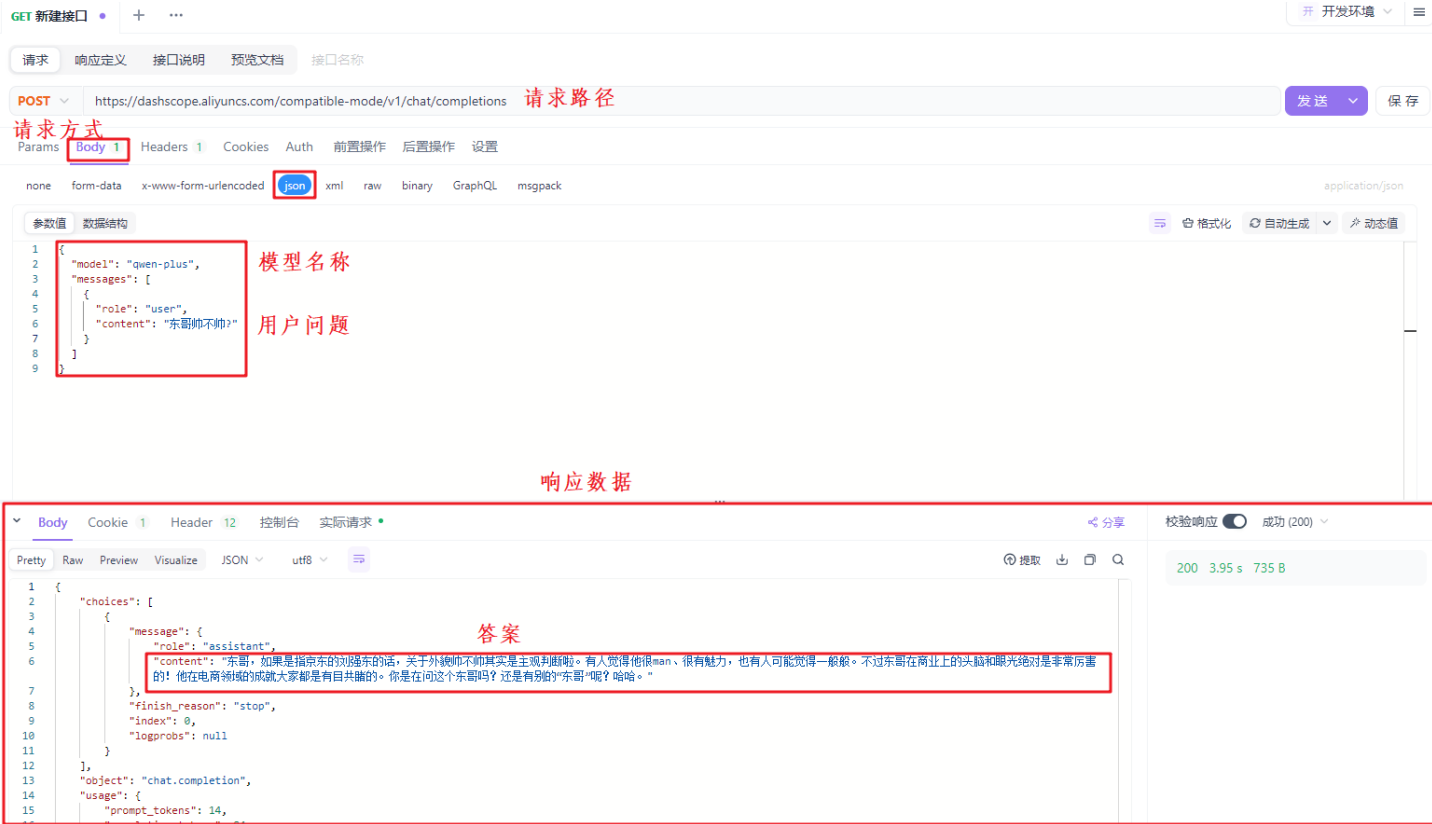 GET 新建接口
开 开发环境
请求 响应定义 接口说明 预览文档 接口名称
POST https://dashscope.aliyuncs.com/compatible-mode/v1/chat/completions 请求路径 发 送 保 存
请求方式
Params Body 1 Headers 1 Cookies Auth 前置操作 后置操作 设置
none form-data x-www-form-urlencoded json xml raw binary GraphQL msgpack application/json
参数值 数据结构 格式化 自动生成 动态值
1 {
2 "model": "qwen-plus", 模型名称
3 "messages": [
4 {
5 "role": "user",
6 "content": "东哥帅不帅?" 用户问题
7 }
8 ]
9 }
响应数据
Body Cookie 1 Header 12 控制台 实际请求 分享 校验响应 成功 (200)
Pretty Raw Preview Visualize JSON utf8 提取
200 3.95 s 735 B
1 {
2 "choices": [
3 {
4 "message": { 答案
5 "role": "assistant",
6 "content": "东哥，如果是指京东的刘强东的话，关于外貌帅不帅其实是主观判断啦。有人觉得他很man、很有魅力，也有人可能觉得一般般。不过东哥在商业上的头脑和眼光绝对是非常厉害
的！他在电商领域的成就大家都是有目共睹的。你是在问这个东哥吗？还是有别的“东哥”呢？哈哈。"
7 },
8 "finish_reason": "stop",
9 "index": 0,
10 "logprobs": null
11 }
12 ],
13 "object": "chat.completion",
14 "usage": {
15 "prompt_tokens": 14,